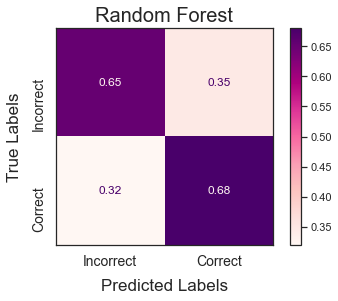 Random Forest
True Labels
Incorrect
Correct
0.65
0.35
0.32
0.68
Incorrect
Correct
Predicted Labels
0.65
0.60
0.55
0.50
0.45
0.40
0.35